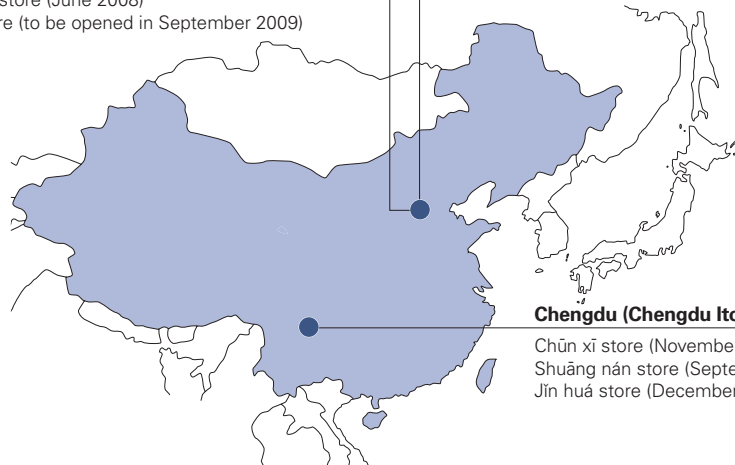 store (June 2008)
re (to be opened in September 2009)
Chengdu (Chengdu Ito
Chūn xī store (Novembe
Shuāng nán store (Septe
Jǐn huá store (December